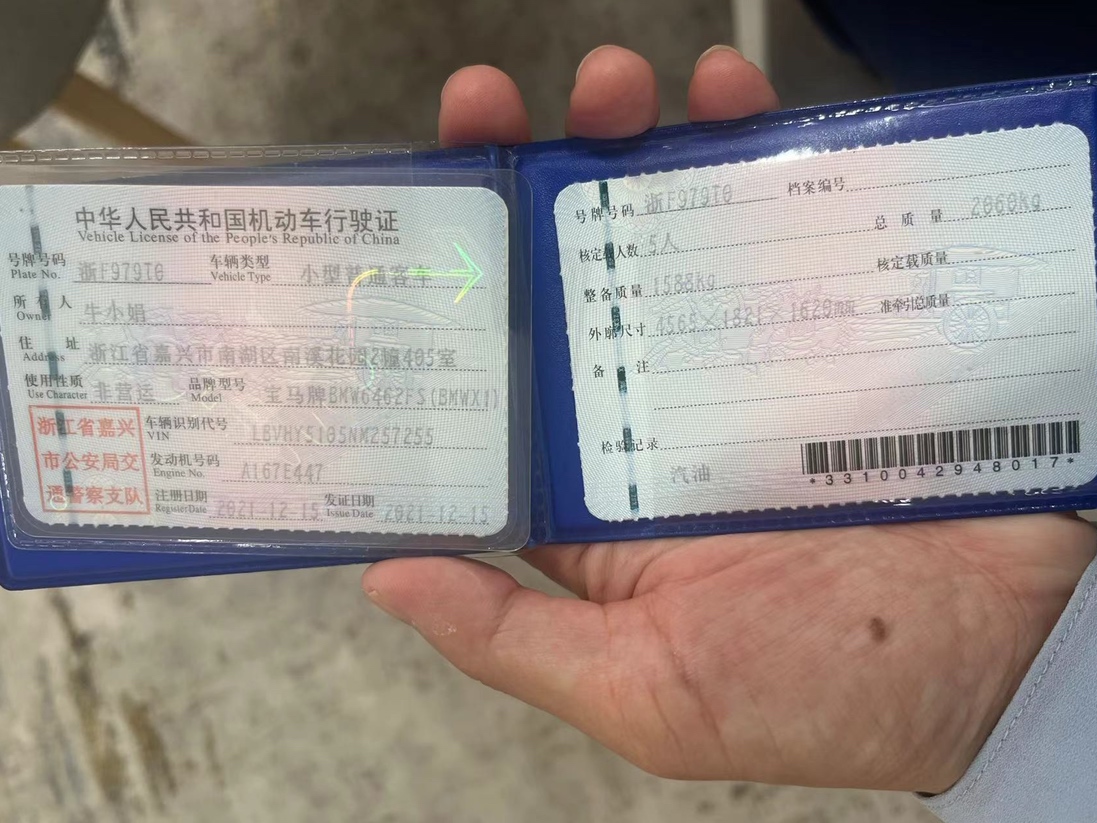 中华人民共和国机动车行驶证
Vehicle License of the People's Republic of China
号牌号码 Plate No. 浙F979T0 车辆类型 Vehicle Type 小型普通客车
所有人 Owner 牛小娟
住址 Address 浙江省嘉兴市南湖区南溪花园2幢405室
使用性质 Use Character 非营运 品牌型号 Model 宝马牌BMW6462FS(BMWX1)
浙江省嘉兴
市公安局交
通警察支队
车辆识别代号 VIN LBVHY5105NM257255
发动机号码 Engine No. A167E447
注册日期 Register Date 2021-12-15 发证日期 Issue Date 2021-12-15
号牌号码 浙F979T0 档案编号
核定载人数 5人 总质量 2060kg
整备质量 1588kg 核定载质量
外廓尺寸 4565×1821×1620mm 准牵引总质量
备注
检验记录
汽油
*3310042948017*